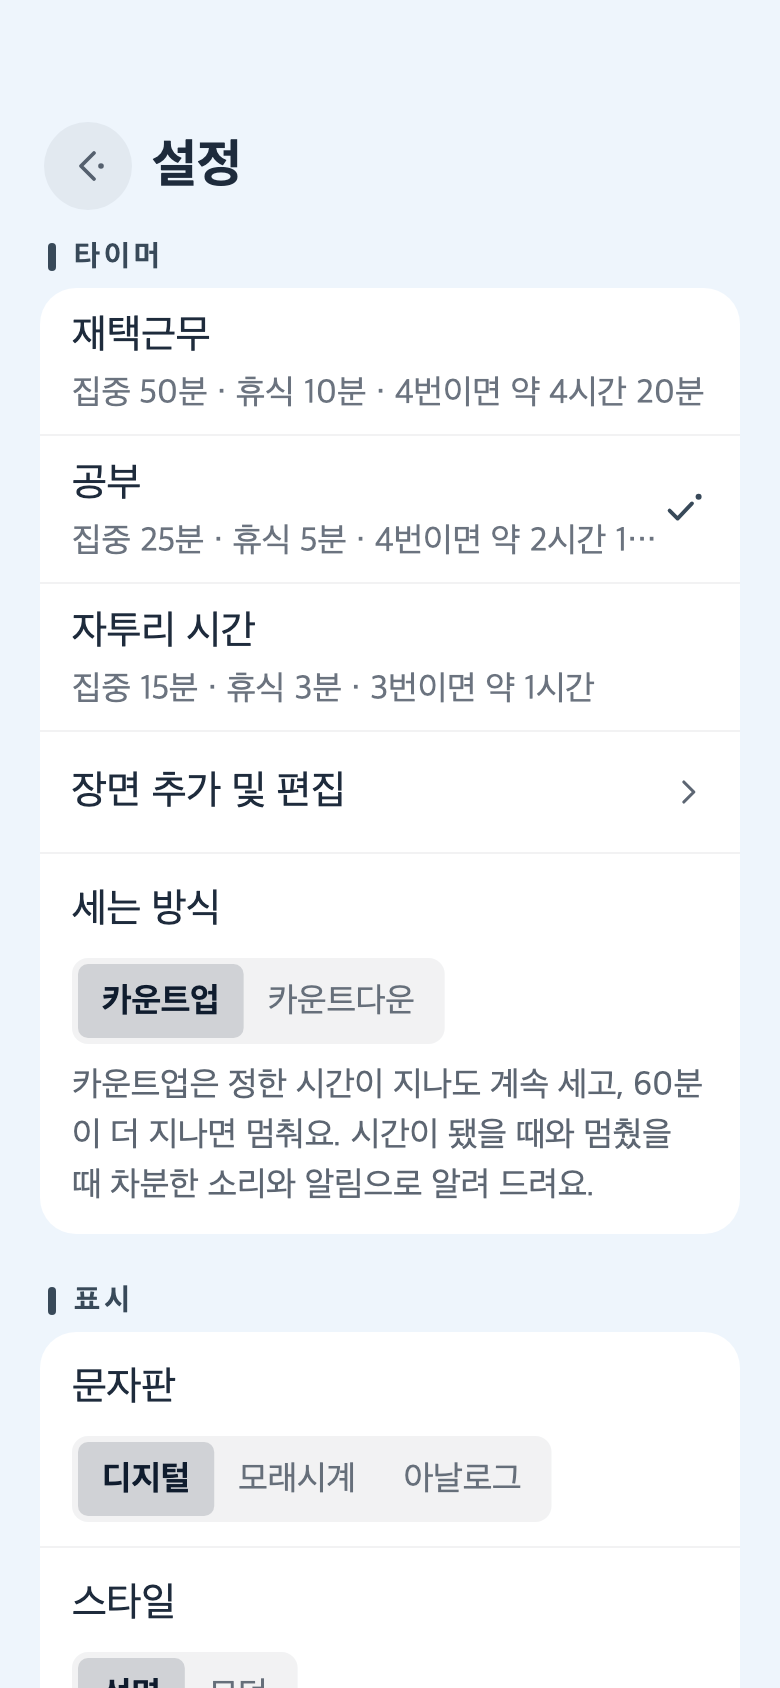 설정
타이머
재택근무
집중 50분 · 휴식 10분 · 4번이면 약 4시간 20분
공부
집중 25분 · 휴식 5분 · 4번이면 약 2시간 1…
자투리 시간
집중 15분 · 휴식 3분 · 3번이면 약 1시간
장면 추가 및 편집
세는 방식
카운트업 카운트다운
카운트업은 정한 시간이 지나도 계속 세고, 60분
이 더 지나면 멈춰요. 시간이 됐을 때와 멈췄을
때 차분한 소리와 알림으로 알려 드려요.
표시
문자판
디지털 모래시계 아날로그
스타일